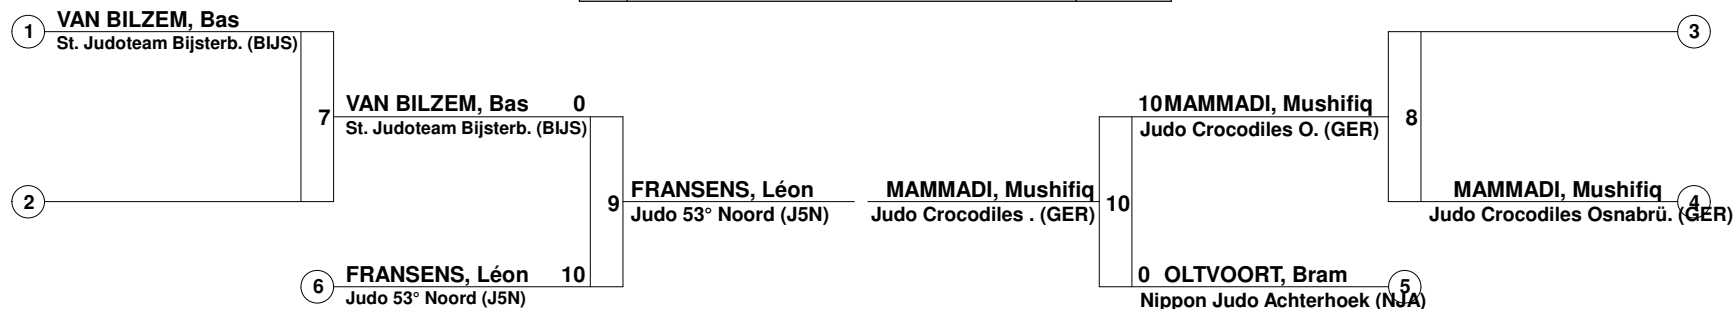 1 VAN BILZEM, Bas
St. Judoteam Bijsterb. (BIJS)
3
7 VAN BILZEM, Bas 0
St. Judoteam Bijsterb. (BIJS)
10 MAMMADI, Mushifiq 8
Judo Crocodiles O. (GER)
2
9 FRANSENS, Léon
Judo 53° Noord (J5N)
MAMMADI, Mushifiq 10
Judo Crocodiles . (GER)
MAMMADI, Mushifiq 4
Judo Crocodiles Osnabrü. (GER)
6 FRANSENS, Léon 10
Judo 53° Noord (J5N)
0 OLTVOORT, Bram 5
Nippon Judo Achterhoek (NJA)